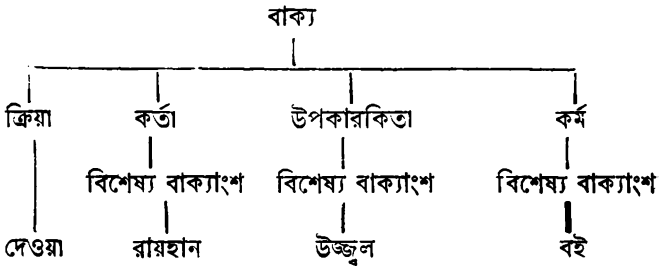 বাক্য
ক্রিয়া কর্তা উপকারকিতা কর্ম
বিশেষ্য বাক্যাংশ বিশেষ্য বাক্যাংশ বিশেষ্য বাক্যাংশ
দেওয়া রায়হান উজ্জ্বল বই